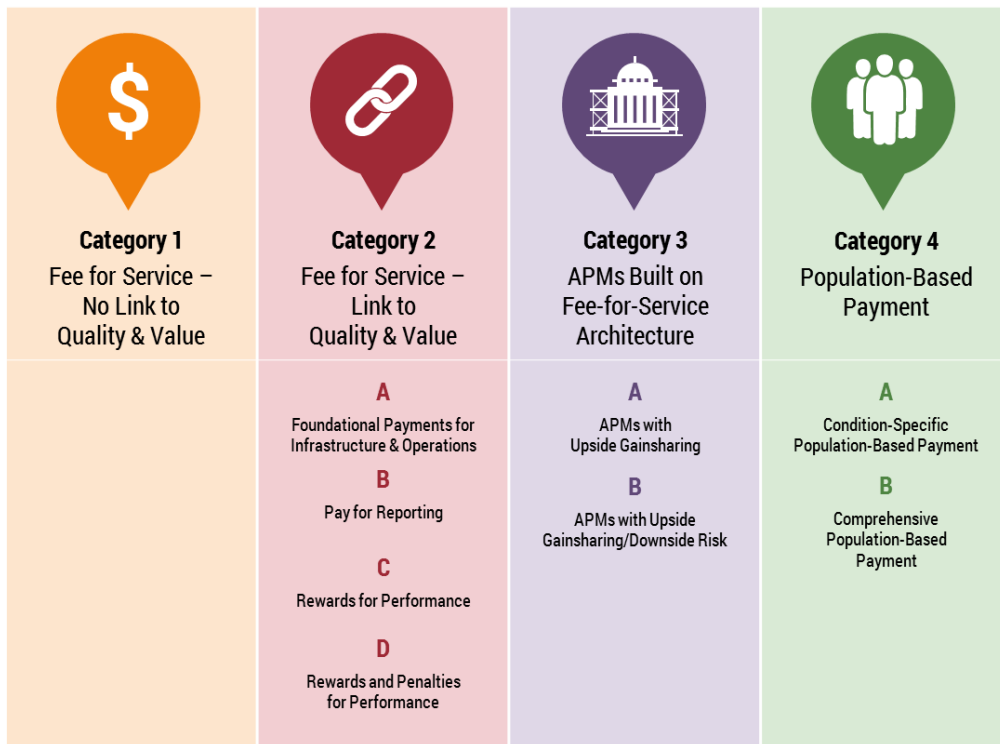 $
Category 1
Fee for Service –
No Link to
Quality & Value
Category 2
Fee for Service –
Link to
Quality & Value
A
Foundational Payments for
Infrastructure & Operations
B
Pay for Reporting
C
Rewards for Performance
D
Rewards and Penalties
for Performance
Category 3
APMs Built on
Fee-for-Service
Architecture
A
APMs with
Upside Gainsharing
B
APMs with Upside
Gainsharing/Downside Risk
Category 4
Population-Based
Payment
A
Condition-Specific
Population-Based Payment
B
Comprehensive
Population-Based
Payment